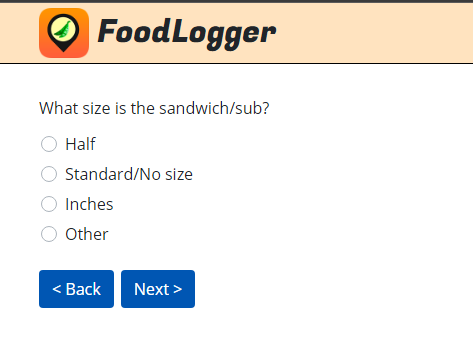 FoodLogger
What size is the sandwich/sub?
Half
Standard/No size
Inches
Other
< Back Next >